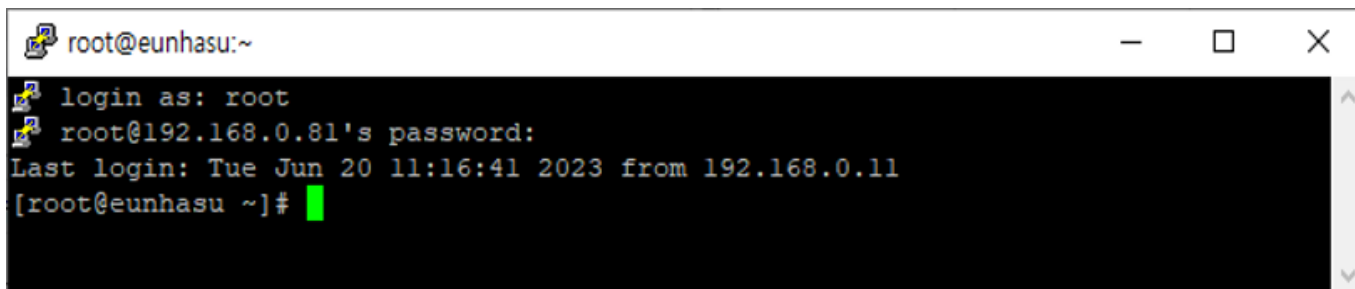 root@eunhasu:~
login as: root
root@192.168.0.81's password:
Last login: Tue Jun 20 11:16:41 2023 from 192.168.0.11
[root@eunhasu ~]#